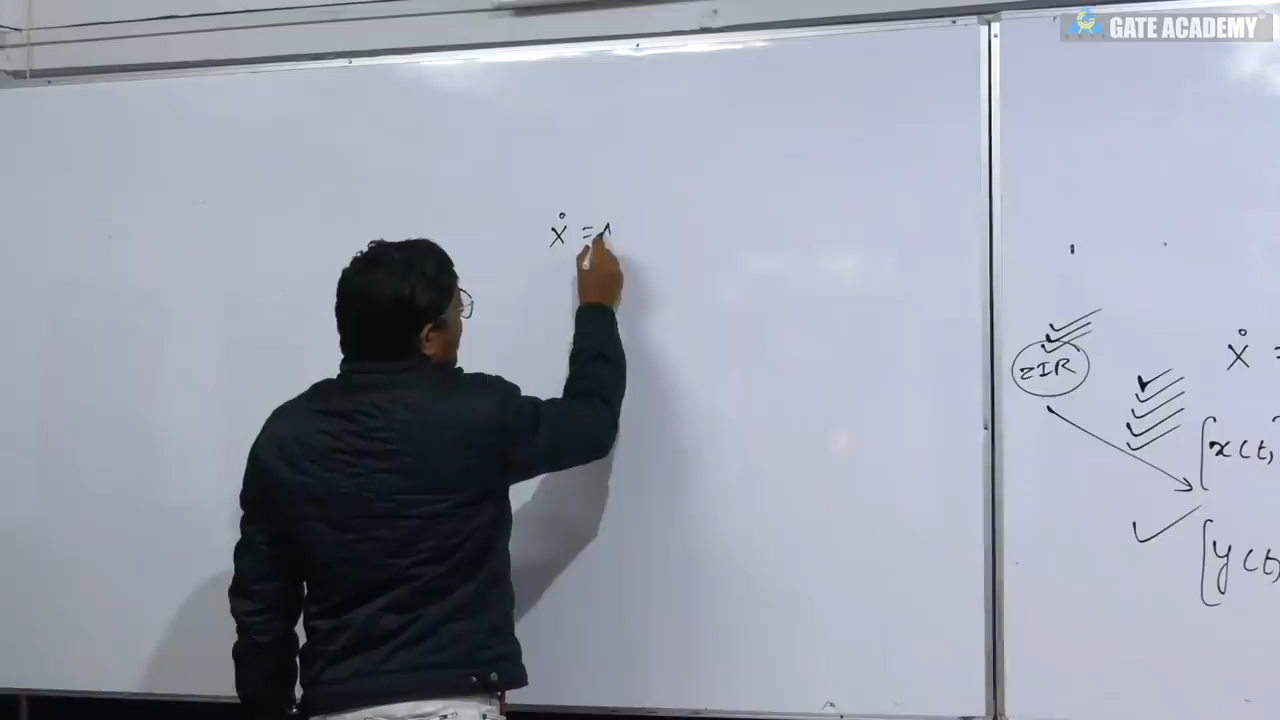 GATE ACADEMY
ẋ =
ZIR
ẋ =
x(t)
y(t)